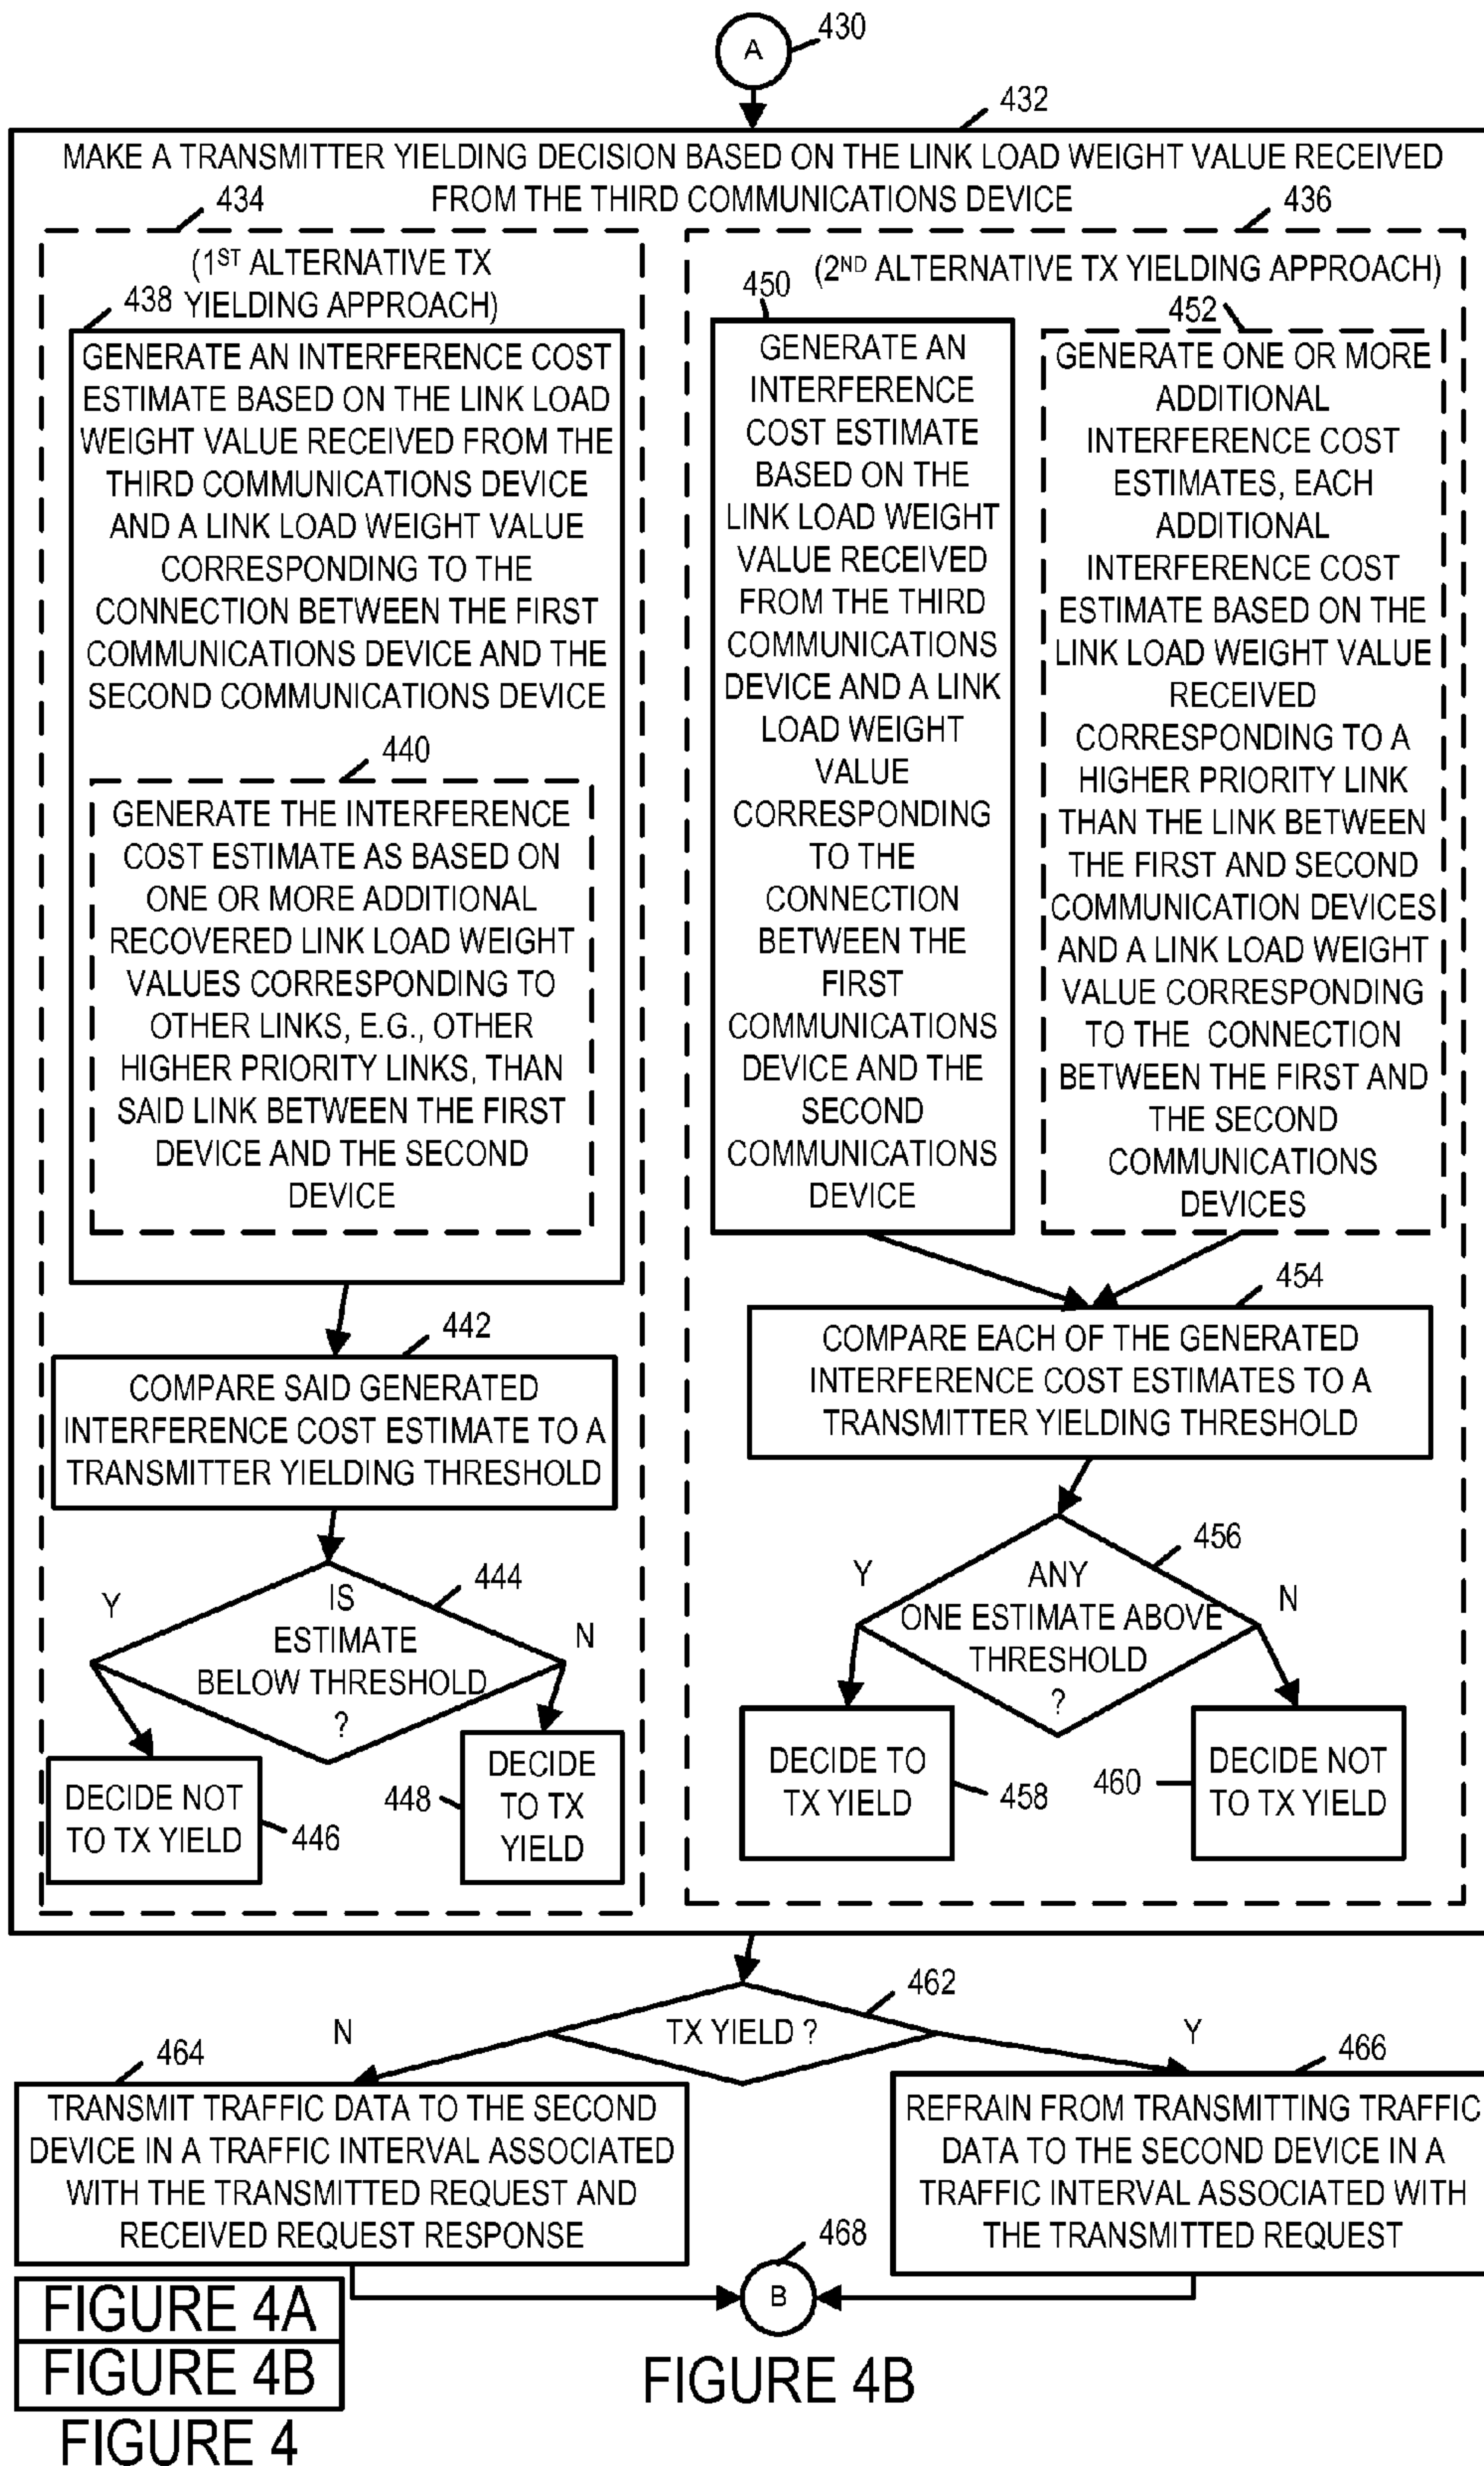 A
430
432
MAKE A TRANSMITTER YIELDING DECISION BASED ON THE LINK LOAD WEIGHT VALUE RECEIVED
FROM THE THIRD COMMUNICATIONS DEVICE
434
436
(1ST ALTERNATIVE TX
YIELDING APPROACH)
438
GENERATE AN INTERFERENCE COST
ESTIMATE BASED ON THE LINK LOAD
WEIGHT VALUE RECEIVED FROM THE
THIRD COMMUNICATIONS DEVICE
AND A LINK LOAD WEIGHT VALUE
CORRESPONDING TO THE
CONNECTION BETWEEN THE FIRST
COMMUNICATIONS DEVICE AND THE
SECOND COMMUNICATIONS DEVICE
440
GENERATE THE INTERFERENCE
COST ESTIMATE AS BASED ON
ONE OR MORE ADDITIONAL
RECOVERED LINK LOAD WEIGHT
VALUES CORRESPONDING TO
OTHER LINKS, E.G., OTHER
HIGHER PRIORITY LINKS, THAN
SAID LINK BETWEEN THE FIRST
DEVICE AND THE SECOND
DEVICE
442
COMPARE SAID GENERATED
INTERFERENCE COST ESTIMATE TO A
TRANSMITTER YIELDING THRESHOLD
444
Y
IS
ESTIMATE
BELOW THRESHOLD
?
N
DECIDE NOT
TO TX YIELD
446
448
DECIDE
TO TX
YIELD
(2ND ALTERNATIVE TX YIELDING APPROACH)
450
GENERATE AN
INTERFERENCE
COST ESTIMATE
BASED ON THE
LINK LOAD WEIGHT
VALUE RECEIVED
FROM THE THIRD
COMMUNICATIONS
DEVICE AND A LINK
LOAD WEIGHT
VALUE
CORRESPONDING
TO THE
CONNECTION
BETWEEN THE
FIRST
COMMUNICATIONS
DEVICE AND THE
SECOND
COMMUNICATIONS
DEVICE
452
GENERATE ONE OR MORE
ADDITIONAL
INTERFERENCE COST
ESTIMATES, EACH
ADDITIONAL
INTERFERENCE COST
ESTIMATE BASED ON THE
LINK LOAD WEIGHT VALUE
RECEIVED
CORRESPONDING TO A
HIGHER PRIORITY LINK
THAN THE LINK BETWEEN
THE FIRST AND SECOND
COMMUNICATION DEVICES
AND A LINK LOAD WEIGHT
VALUE CORRESPONDING
TO THE CONNECTION
BETWEEN THE FIRST AND
THE SECOND
COMMUNICATIONS
DEVICES
454
COMPARE EACH OF THE GENERATED
INTERFERENCE COST ESTIMATES TO A
TRANSMITTER YIELDING THRESHOLD
456
Y
ANY
ONE ESTIMATE ABOVE
THRESHOLD
?
N
DECIDE TO
TX YIELD
458
460
DECIDE NOT
TO TX YIELD
462
N
TX YIELD ?
Y
464
TRANSMIT TRAFFIC DATA TO THE SECOND
DEVICE IN A TRAFFIC INTERVAL ASSOCIATED
WITH THE TRANSMITTED REQUEST AND
RECEIVED REQUEST RESPONSE
466
REFRAIN FROM TRANSMITTING TRAFFIC
DATA TO THE SECOND DEVICE IN A
TRAFFIC INTERVAL ASSOCIATED WITH
THE TRANSMITTED REQUEST
468
B
FIGURE 4A
FIGURE 4B
FIGURE 4
FIGURE 4B